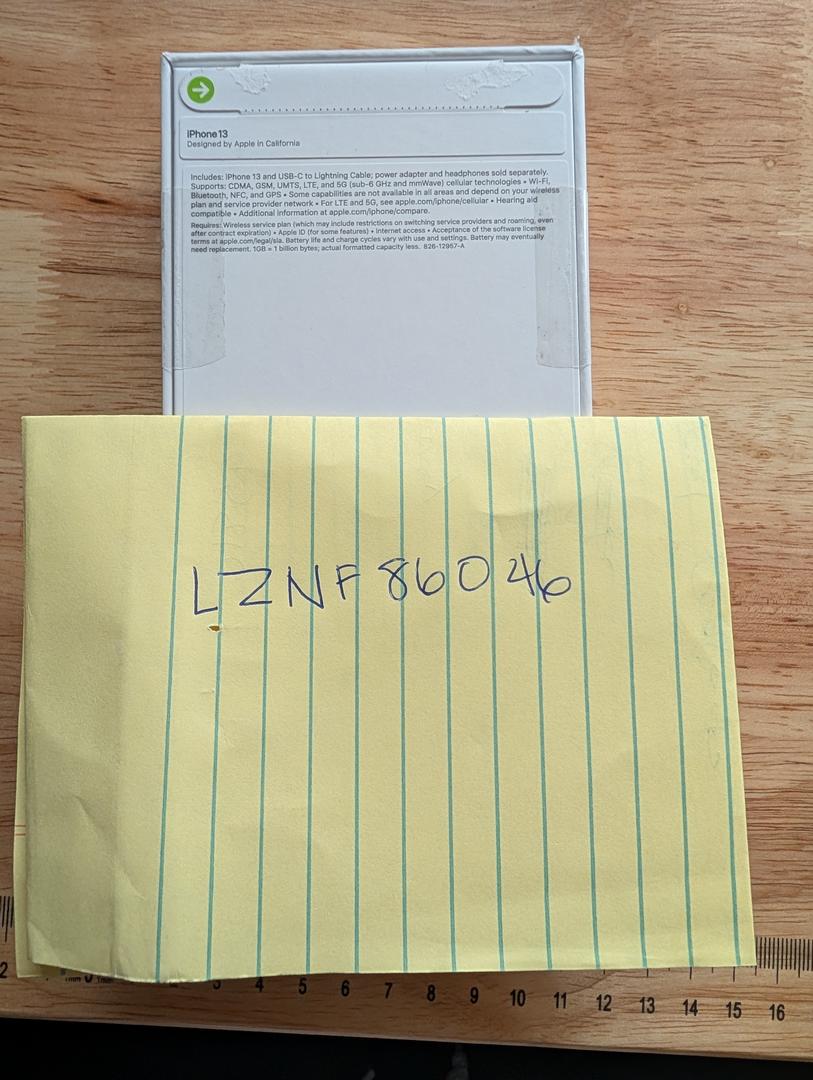 iPhone 13
Designed by Apple in California
Includes: iPhone 13 and USB-C to Lightning Cable; power adapter and headphones sold separately.
Supports: CDMA, GSM, UMTS, LTE, and 5G (sub-6 GHz and mmWave) cellular technologies • Wi-Fi,
Bluetooth, NFC, and GPS • Some capabilities are not available in all areas and depend on your wireless
plan and service provider network • For LTE and 5G, see apple.com/iphone/cellular • Hearing aid
compatible • Additional information at apple.com/iphone/compare.
Requires: Wireless service plan (which may include restrictions on switching service providers and roaming, even
after contract expiration) • Apple ID (for some features) • Internet access • Acceptance of the software license
terms at apple.com/legal/sla. Battery life and charge cycles vary with use and settings. Battery may eventually
need replacement. 1GB = 1 billion bytes; actual formatted capacity less. 826-12967-A
LZNF86046
2 3 4 5 6 7 8 9 10 11 12 13 14 15 16